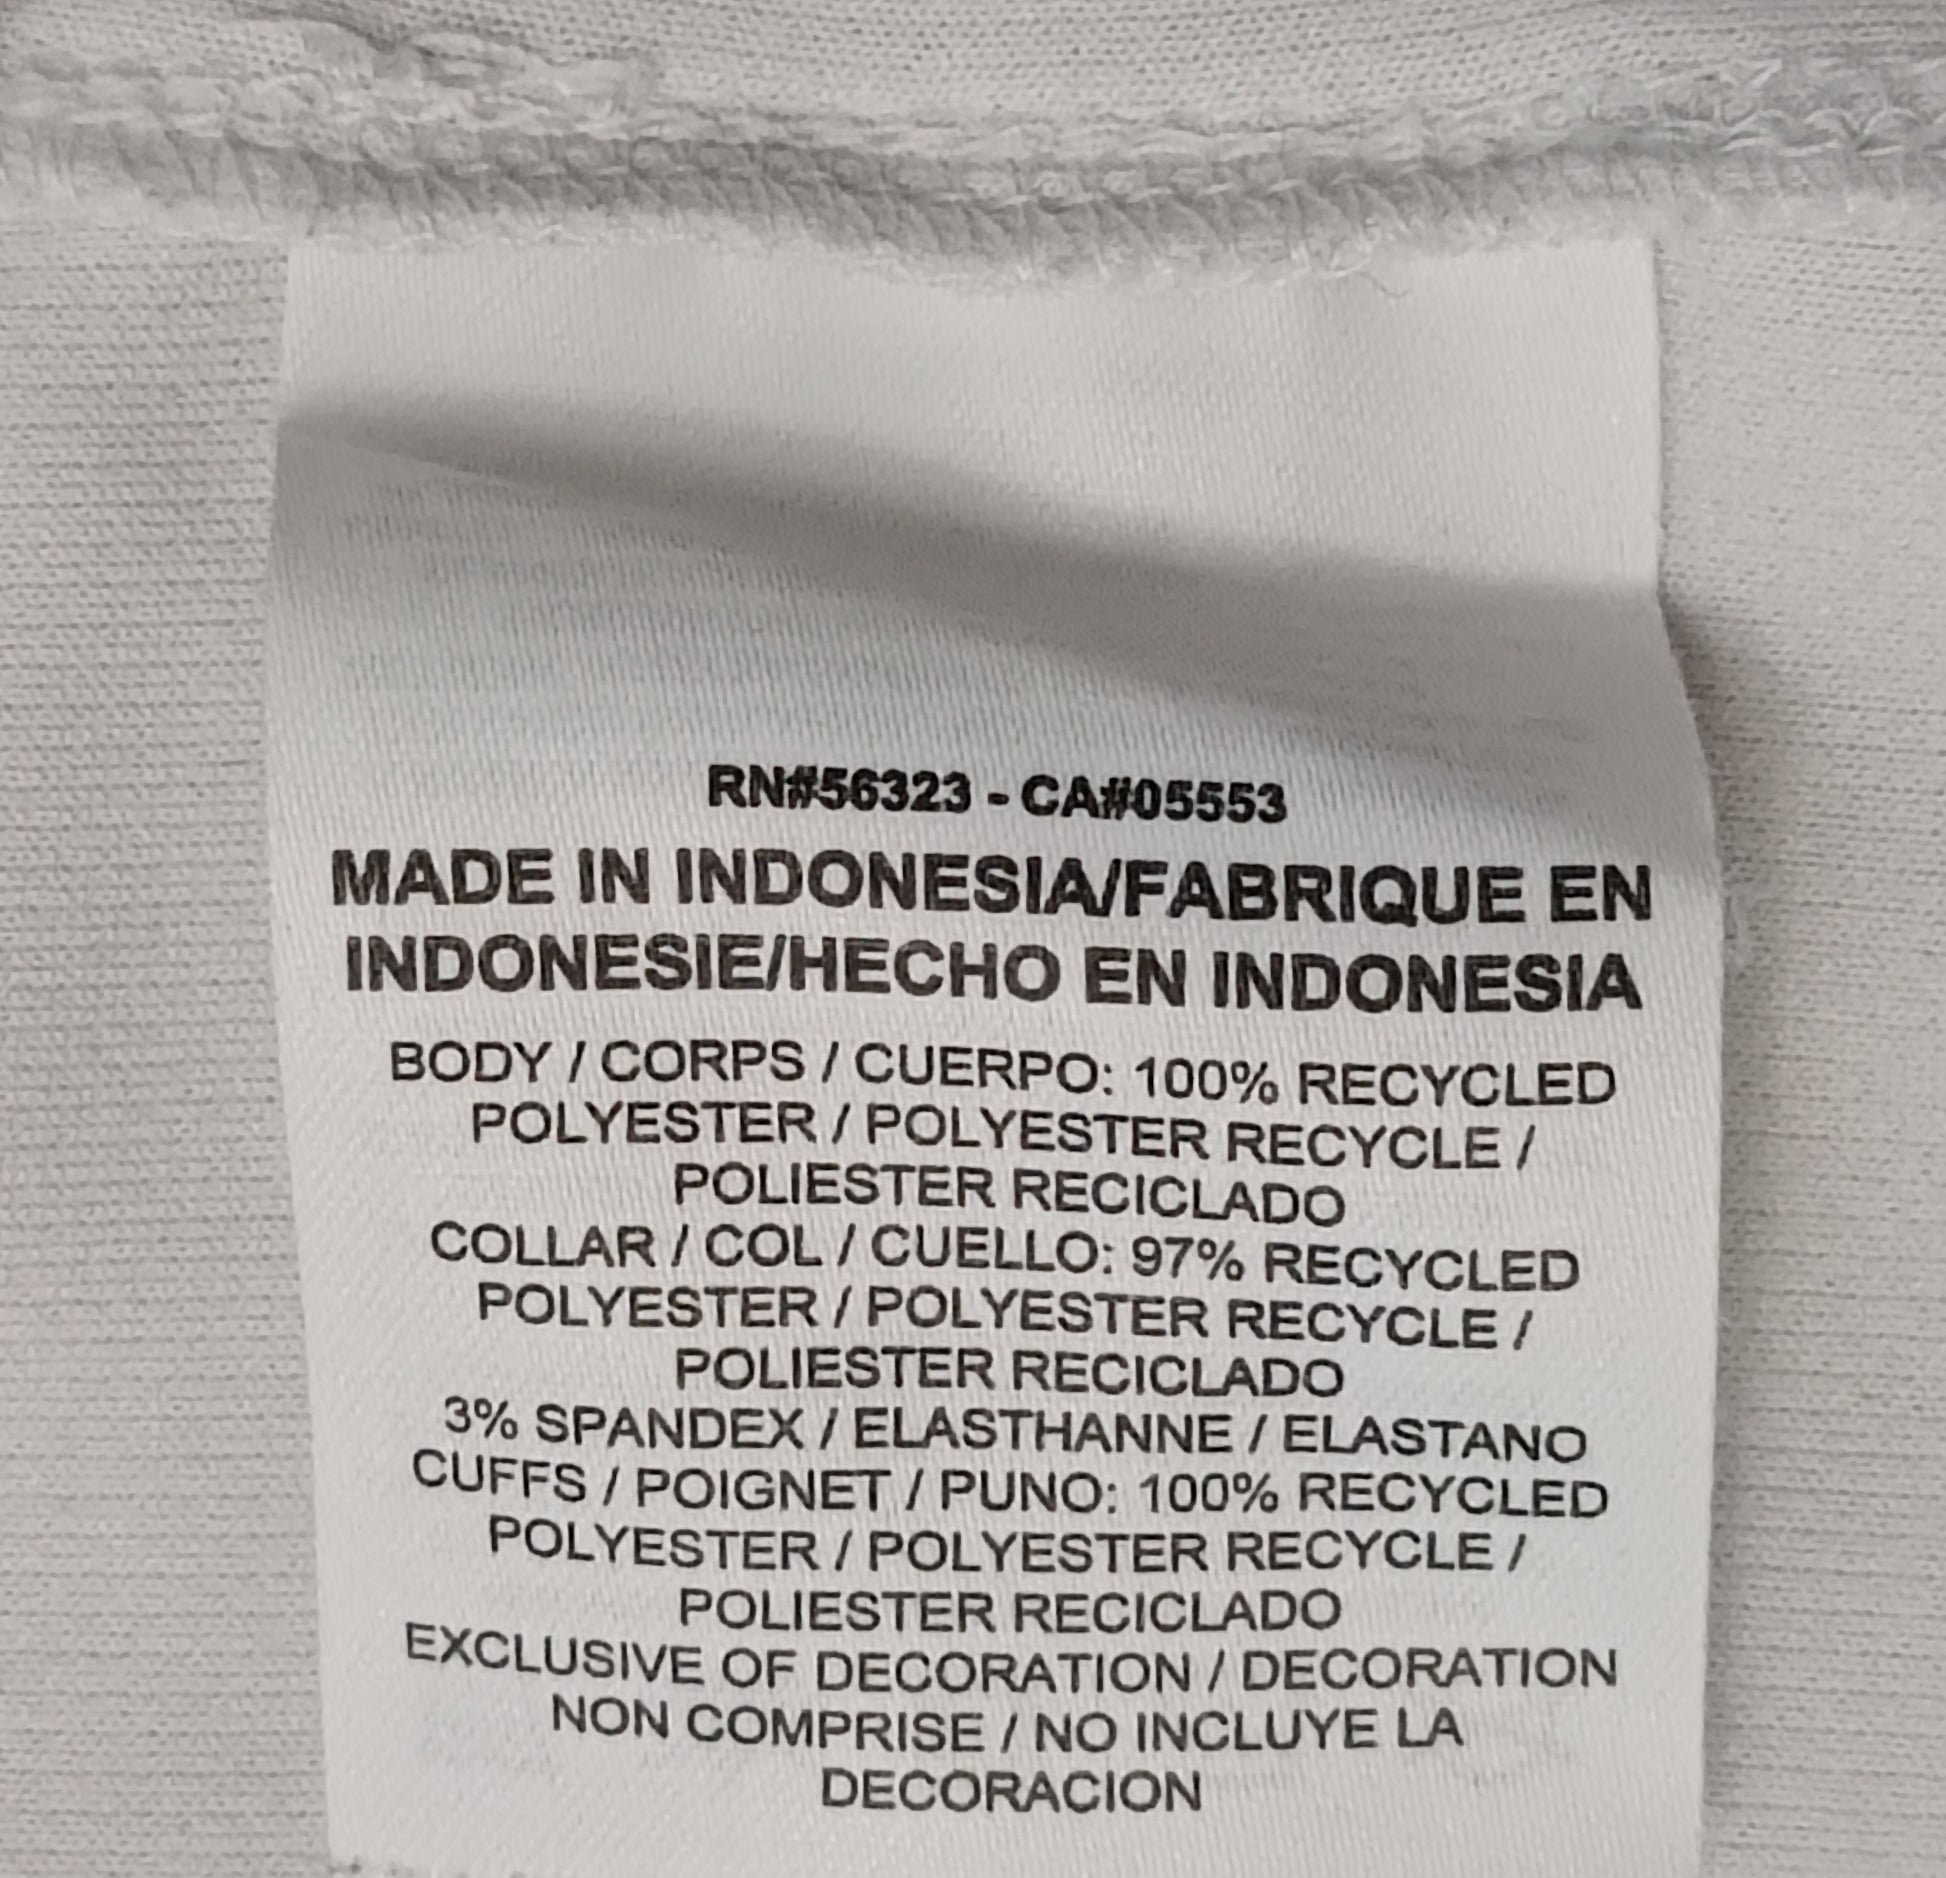 RN#56323 - CA#05553
MADE IN INDONESIA/FABRIQUE EN
INDONESIE/HECHO EN INDONESIA
BODY / CORPS / CUERPO: 100% RECYCLED
POLYESTER / POLYESTER RECYCLE /
POLIESTER RECICLADO
COLLAR / COL / CUELLO: 97% RECYCLED
POLYESTER / POLYESTER RECYCLE /
POLIESTER RECICLADO
3% SPANDEX / ELASTHANNE / ELASTANO
CUFFS / POIGNET / PUNO: 100% RECYCLED
POLYESTER / POLYESTER RECYCLE /
POLIESTER RECICLADO
EXCLUSIVE OF DECORATION / DECORATION
NON COMPRISE / NO INCLUYE LA
DECORACION